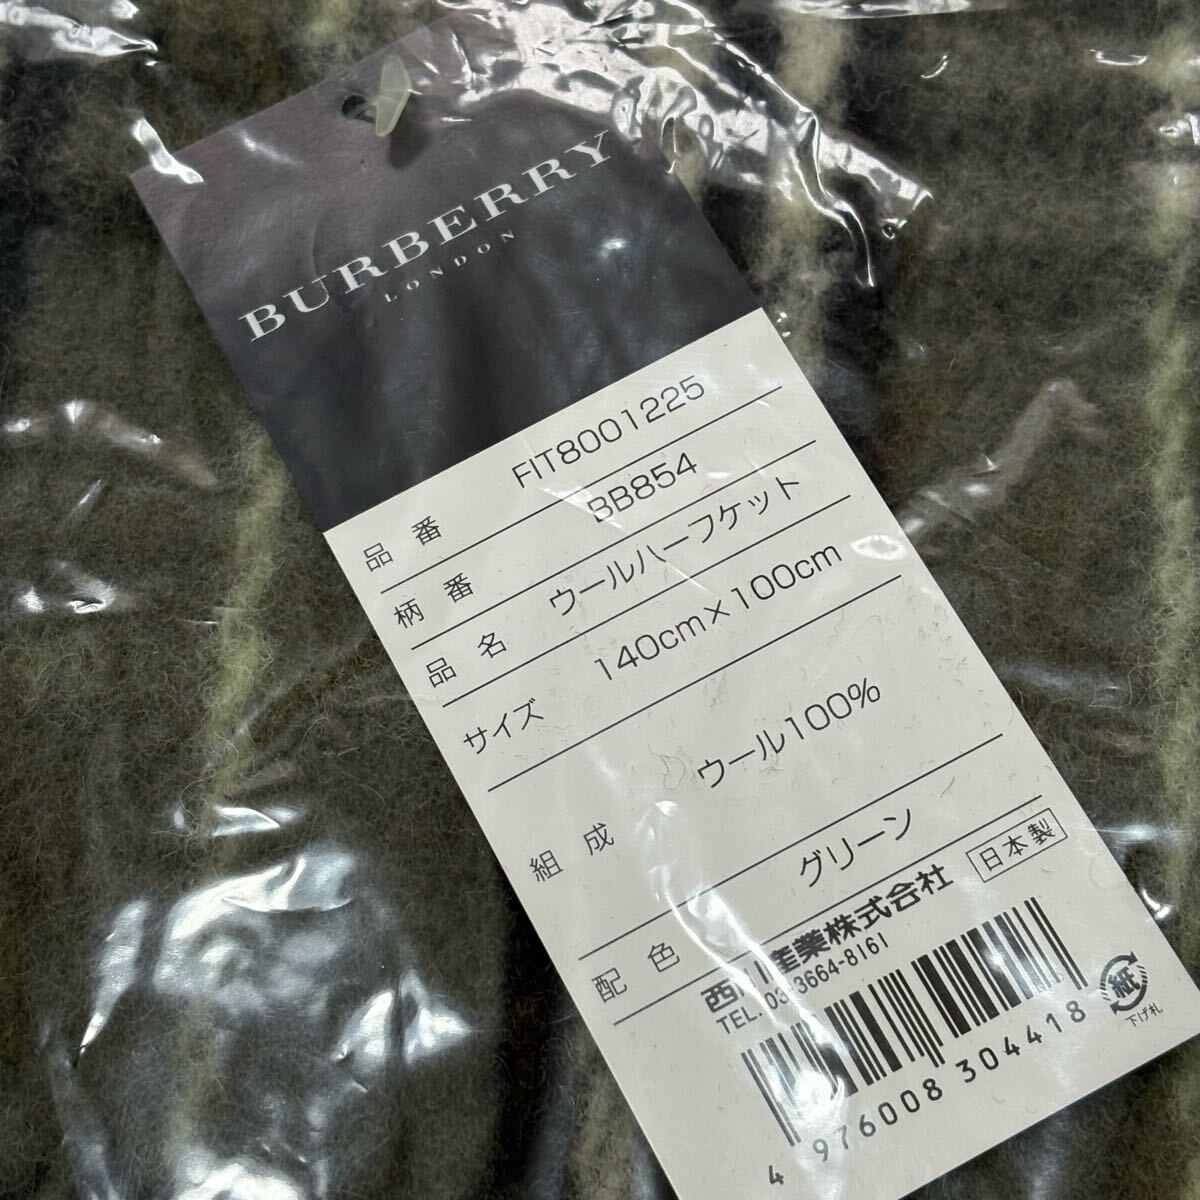 BURBERRY
LONDON
品番 FIT8001225
柄番 BB854
品名 ウールハーフケット
サイズ 140cm×100cm
組成 ウール100%
配色 グリーン
西川産業株式会社 日本製
TEL. 03-3664-8161
4 976008 304418
紙
下げ札